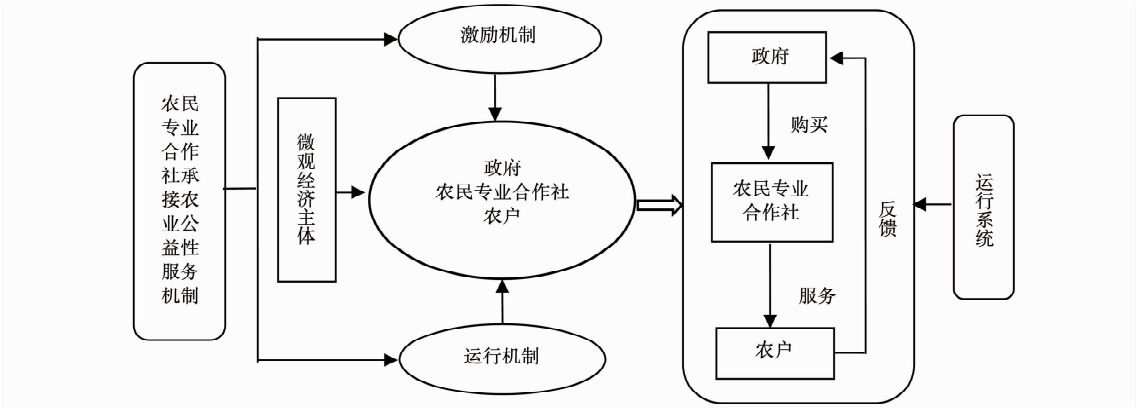 农民
专业
合作
社承
接农
业公
益性
服务
机制
微观经济主体
激励机制
政府
农民专业合作社
农户
运行机制
政府
购买
农民专业
合作社
服务
农户
反馈
运行系统